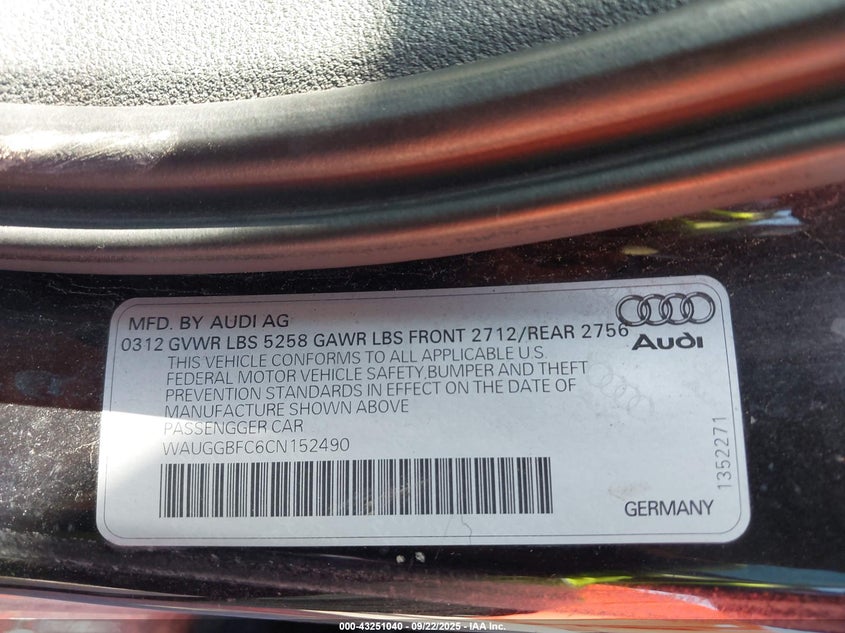 MFD. BY AUDI AG
0312 GVWR LBS 5258 GAWR LBS FRONT 2712/REAR 2756
THIS VEHICLE CONFORMS TO ALL APPLICABLE U.S.
FEDERAL MOTOR VEHICLE SAFETY,BUMPER AND THEFT
PREVENTION STANDARDS IN EFFECT ON THE DATE OF
MANUFACTURE SHOWN ABOVE
PASSENGGER CAR
WAUGGBFC6CN152490
Audi
1352271
GERMANY
000-43251040 - 09/22/2025 - IAA Inc.